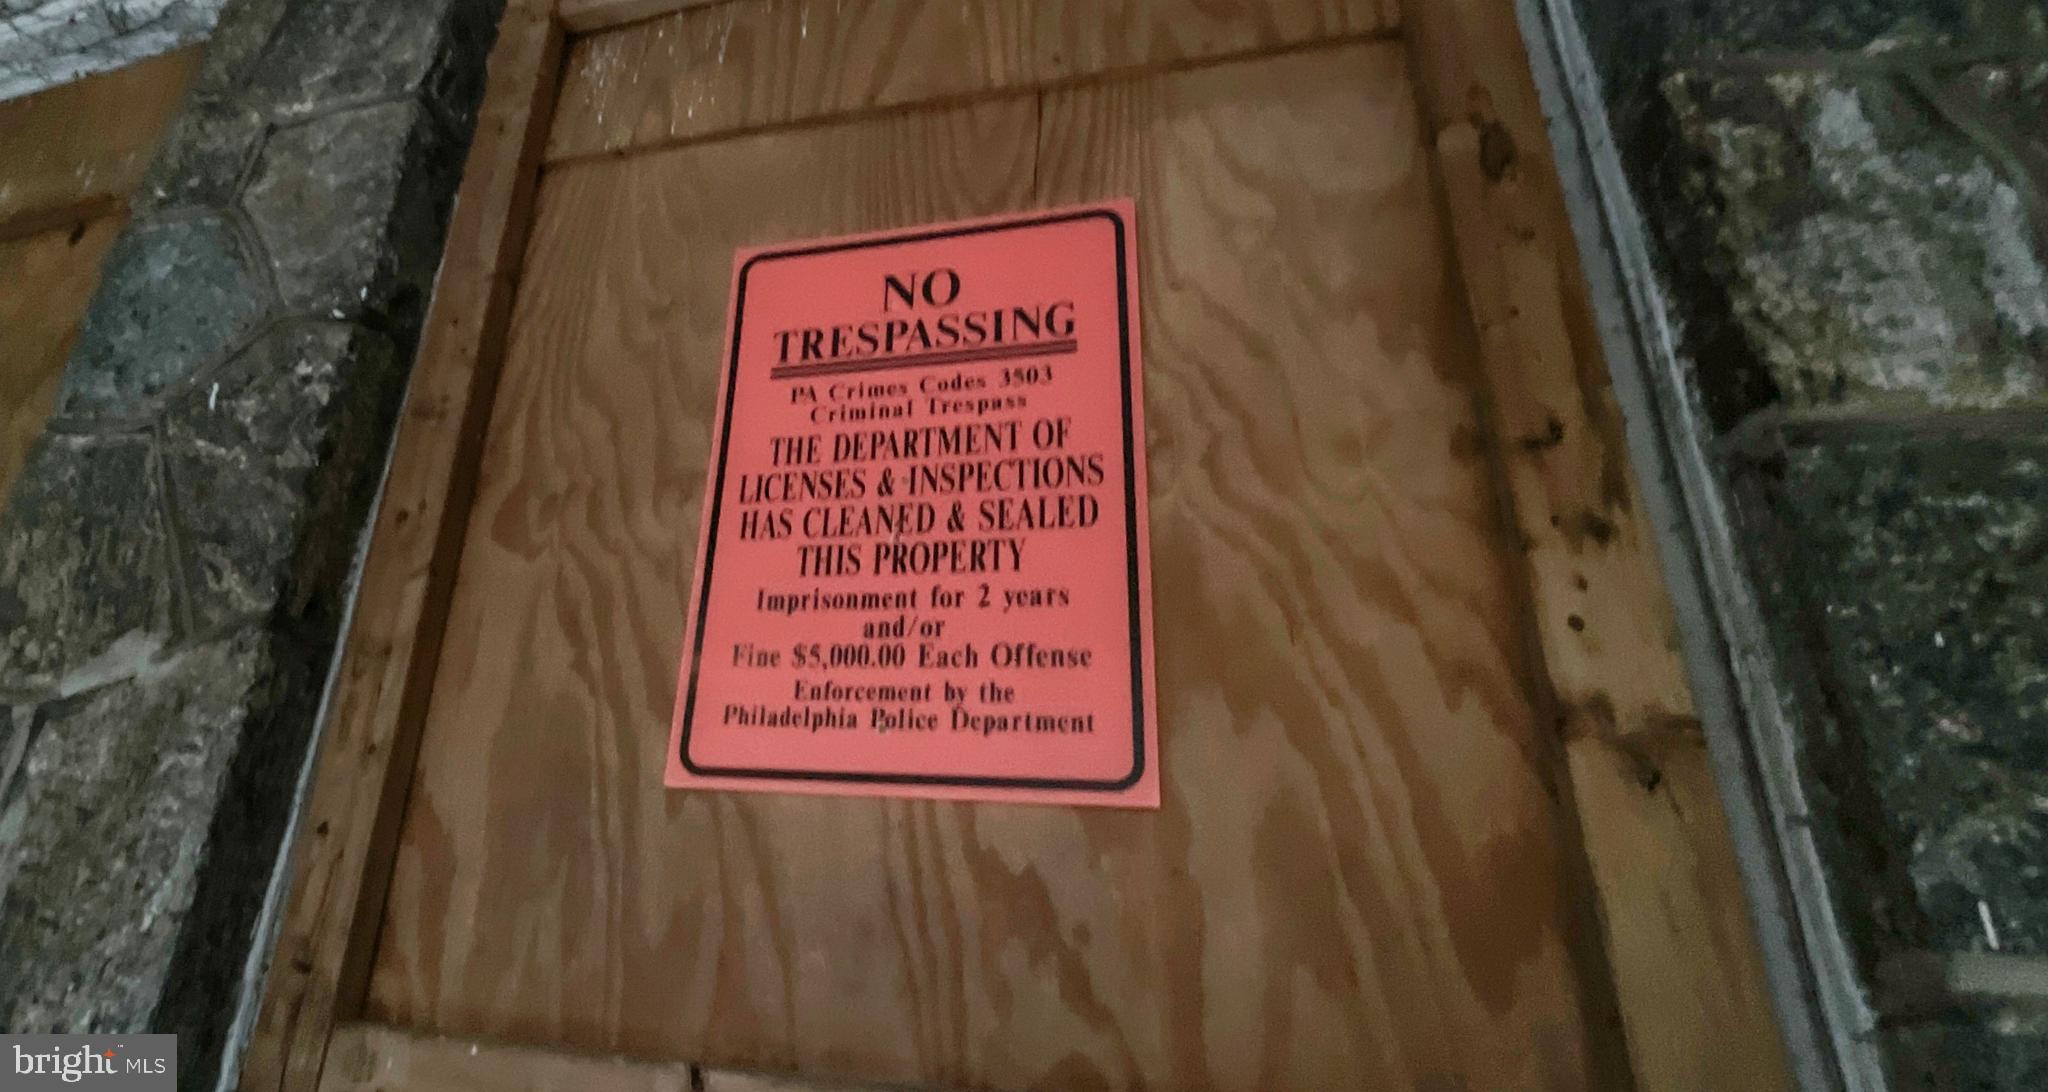 NO
TRESPASSING
PA Crimes Codes 3503
Criminal Trespass
THE DEPARTMENT OF
LICENSES & INSPECTIONS
HAS CLEANED & SEALED
THIS PROPERTY
Imprisonment for 2 years
and/or
Fine $5,000.00 Each Offense
Enforcement by the
Philadelphia Police Department
bright™ MLS